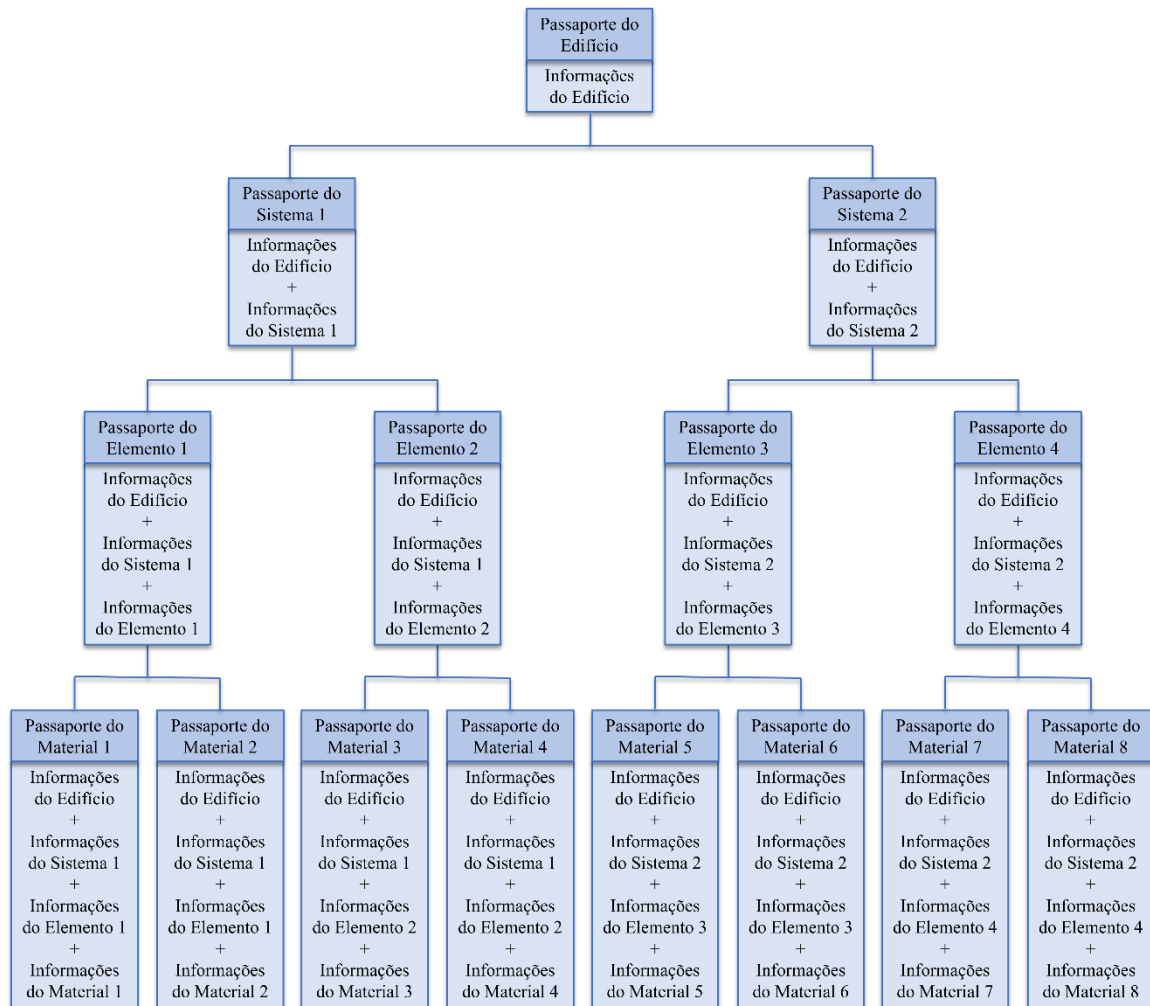 Passaporte do
Edifício
Informações
do Edifício
Passaporte do
Sistema 1
Informações
do Edifício
+
Informações
do Sistema 1
Passaporte do
Sistema 2
Informações
do Edifício
+
Informações
do Sistema 2
Passaporte do
Elemento 1
Informações
do Edifício
+
Informações
do Sistema 1
+
Informações
do Elemento 1
Passaporte do
Elemento 2
Informações
do Edifício
+
Informações
do Sistema 1
+
Informações
do Elemento 2
Passaporte do
Elemento 3
Informações
do Edifício
+
Informações
do Sistema 2
+
Informações
do Elemento 3
Passaporte do
Elemento 4
Informações
do Edifício
+
Informações
do Sistema 2
+
Informações
do Elemento 4
Passaporte do
Material 1
Informações
do Edifício
+
Informações
do Sistema 1
+
Informações
do Elemento 1
+
Informações
do Material 1
Passaporte do
Material 2
Informações
do Edifício
+
Informações
do Sistema 1
+
Informações
do Elemento 1
+
Informações
do Material 2
Passaporte do
Material 3
Informações
do Edifício
+
Informações
do Sistema 1
+
Informações
do Elemento 2
+
Informações
do Material 3
Passaporte do
Material 4
Informações
do Edifício
+
Informações
do Sistema 1
+
Informações
do Elemento 2
+
Informações
do Material 4
Passaporte do
Material 5
Informações
do Edifício
+
Informações
do Sistema 2
+
Informações
do Elemento 3
+
Informações
do Material 5
Passaporte do
Material 6
Informações
do Edifício
+
Informações
do Sistema 2
+
Informações
do Elemento 3
+
Informações
do Material 6
Passaporte do
Material 7
Informações
do Edifício
+
Informações
do Sistema 2
+
Informações
do Elemento 4
+
Informações
do Material 7
Passaporte do
Material 8
Informações
do Edifício
+
Informações
do Sistema 2
+
Informações
do Elemento 4
+
Informações
do Material 8